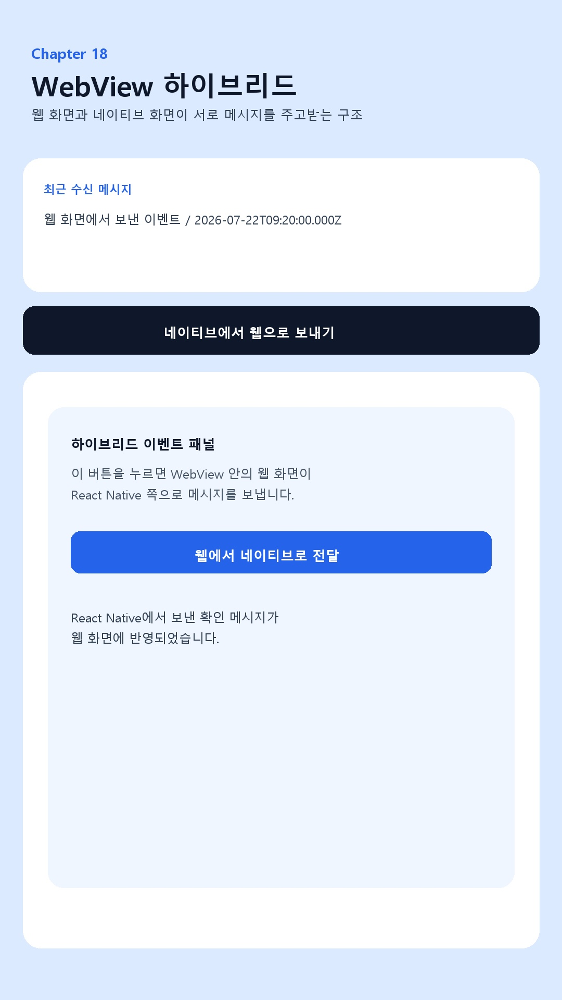 Chapter 18
WebView 하이브리드
웹 화면과 네이티브 화면이 서로 메시지를 주고받는 구조
최근 수신 메시지
웹 화면에서 보낸 이벤트 / 2026-07-22T09:20:00.000Z
네이티브에서 웹으로 보내기
하이브리드 이벤트 패널
이 버튼을 누르면 WebView 안의 웹 화면이
React Native 쪽으로 메시지를 보냅니다.
웹에서 네이티브로 전달
React Native에서 보낸 확인 메시지가
웹 화면에 반영되었습니다.